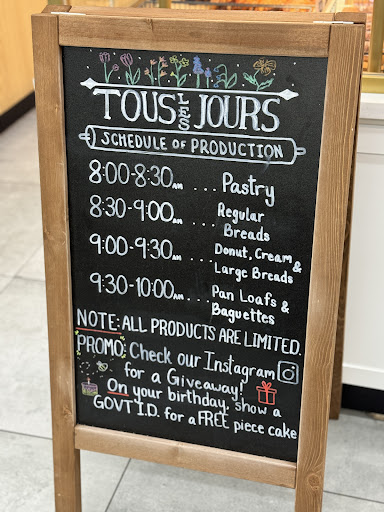 TOUS LES JOURS
SCHEDULE OF PRODUCTION
8:00-8:30AM ... Pastry
8:30-9:00AM ... Regular
Breads
9:00-9:30AM ... Donut, Cream &
Large Breads
9:30-10:00AM ... Pan Loafs &
Baguettes
NOTE: ALL PRODUCTS ARE LIMITED.
PROMO: Check our Instagram
for a Giveaway!
On your birthday, show a
GOV'T I.D. for a FREE piece cake